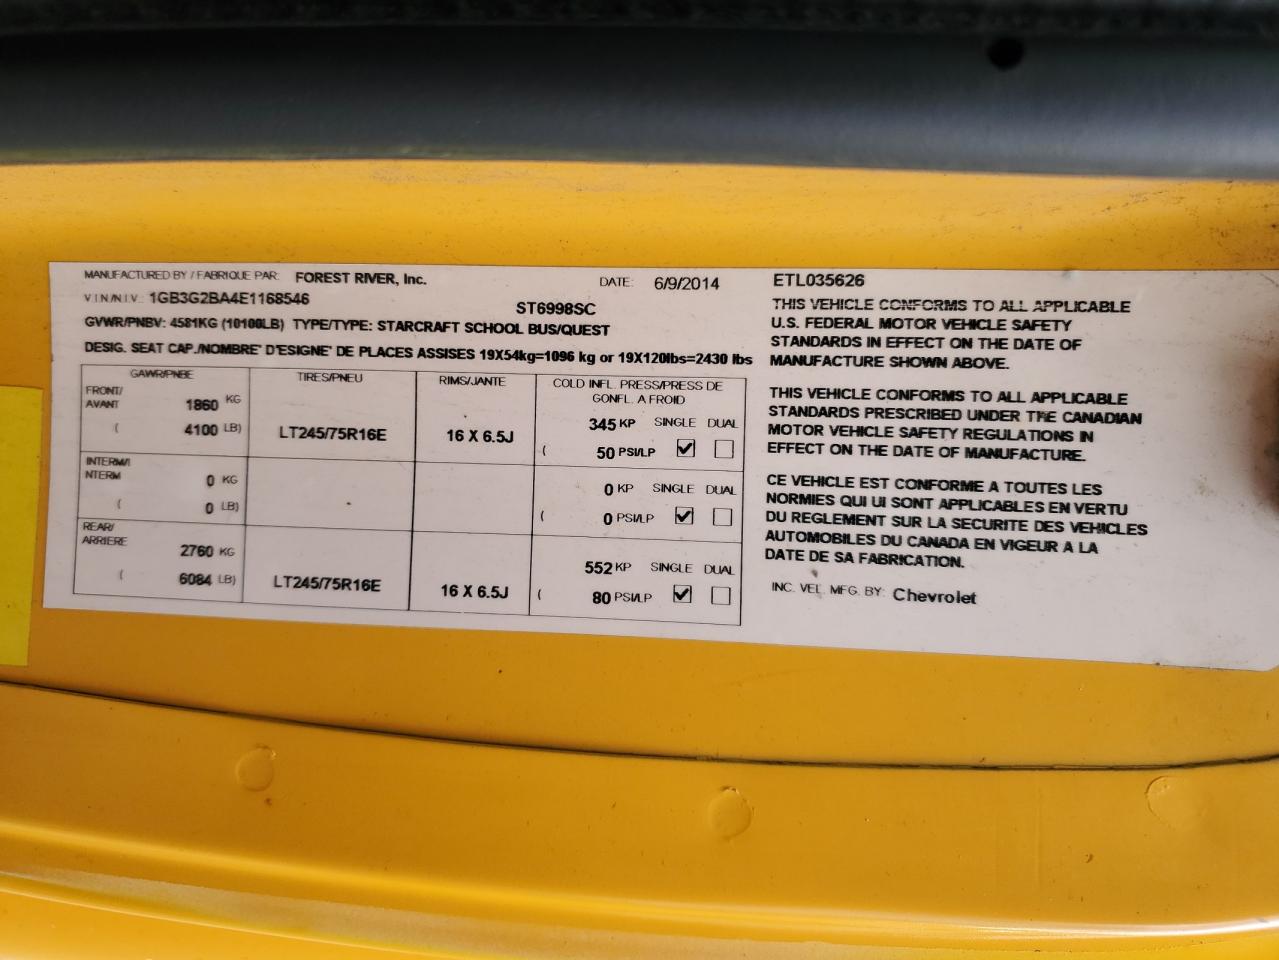 MANUFACTURED BY / FABRIQUE PAR: FOREST RIVER, Inc. DATE: 6/9/2014
V.I.N/N.I.V.: 1GB3G2BA4E1168546 ST6998SC
GVWR/PNBV: 4581KG (10100LB) TYPE/TYPE: STARCRAFT SCHOOL BUS/QUEST
DESIG. SEAT CAP./NOMBRE' D'ESIGNE' DE PLACES ASSISES 19X54kg=1096 kg or 19X120lbs=2430 lbs
GAWR/PNBE TIRES/PNEU RIMS/JANTE COLD INFL. PRESS/PRESS DE
GONFL. A FROID
FRONT/
AVANT 1860 KG 345 KP SINGLE DUAL
( 4100 LB) LT245/75R16E 16 X 6.5J ( 50 PSI/LP
INTERM/I
NTERM 0 KG 0 KP SINGLE DUAL
( 0 LB) - ( 0 PSI/LP
REAR/
ARRIERE 2760 KG 552 KP SINGLE DUAL
( 6084 LB) LT245/75R16E 16 X 6.5J ( 80 PSI/LP
ETL035626
THIS VEHICLE CONFORMS TO ALL APPLICABLE
U.S. FEDERAL MOTOR VEHICLE SAFETY
STANDARDS IN EFFECT ON THE DATE OF
MANUFACTURE SHOWN ABOVE.
THIS VEHICLE CONFORMS TO ALL APPLICABLE
STANDARDS PRESCRIBED UNDER THE CANADIAN
MOTOR VEHICLE SAFETY REGULATIONS IN
EFFECT ON THE DATE OF MANUFACTURE.
CE VEHICLE EST CONFORME A TOUTES LES
NORMIES QUI UI SONT APPLICABLES EN VERTU
DU REGLEMENT SUR LA SECURITE DES VEHICLES
AUTOMOBILES DU CANADA EN VIGEUR A LA
DATE DE SA FABRICATION.
INC. VEL. MFG. BY: Chevrolet